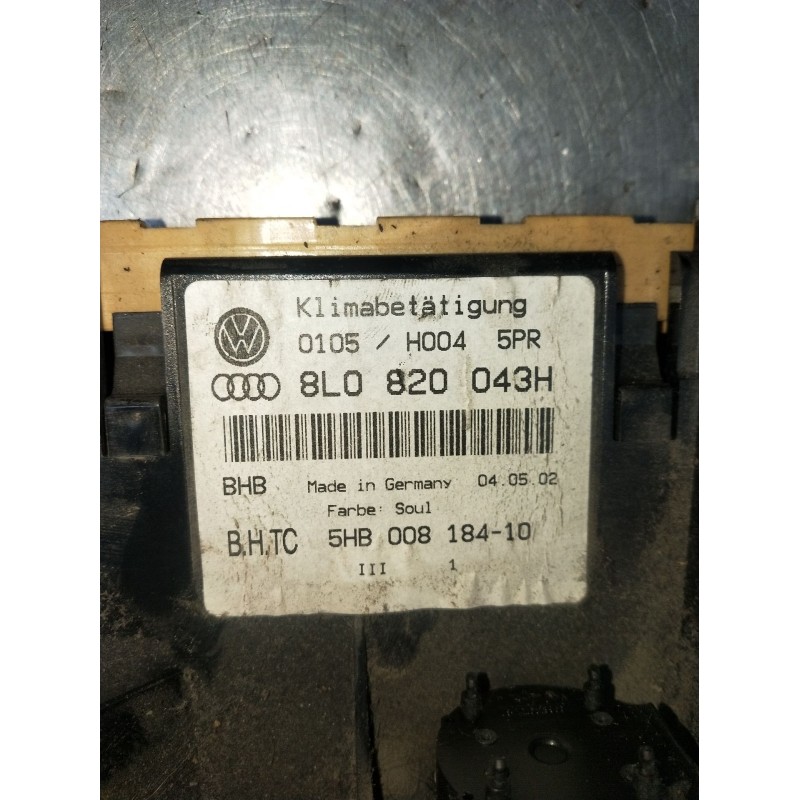 Klimabetätigung
0105 / H004 5PR
8L0 820 043H
BHB Made in Germany 04.05.02
Farbe: Soul
B.H.TC 5HB 008 184-10
III 1